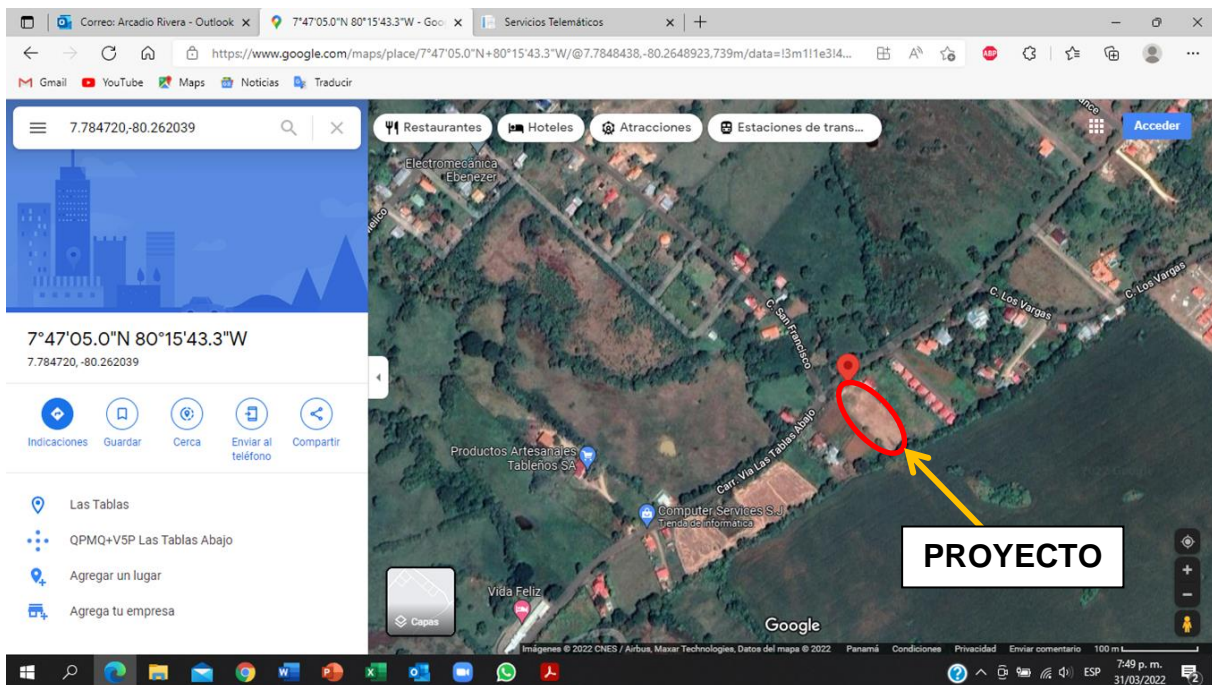 Correo: Arcadio Rivera - Outlook
7°47'05.0"N 80°15'43.3"W - Goo
Servicios Telemáticos
https://www.google.com/maps/place/7°47'05.0"N+80°15'43.3"W/@7.7848438,-80.2648923,739m/data=!3m1!1e3!4...
Gmail
YouTube
Maps
Noticias
Traducir
7.784720,-80.262039
Restaurantes
Hoteles
Atracciones
Estaciones de trans...
Acceder
7°47'05.0"N 80°15'43.3"W
7.784720, -80.262039
Indicaciones
Guardar
Cerca
Enviar al
teléfono
Compartir
Las Tablas
QPMQ+V5P Las Tablas Abajo
Agregar un lugar
Agrega tu empresa
Electromecánica
Ebenezer
C. San Francisco
C. Los Vargas
C. Los Vargas
Carr. Via Las Tablas Abajo
Productos Artesanales
Tableños SA
Computer Services S.J
Tienda de informática
Vida Feliz
PROYECTO
Capas
Google
Imágenes © 2022 CNES / Airbus, Maxar Technologies, Datos del mapa © 2022
Panamá
Condiciones
Privacidad
Enviar comentario
100 m
ESP
7:49 p. m.
31/03/2022
2